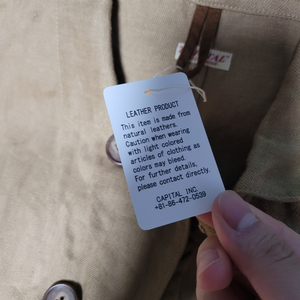 LEATHER PRODUCT
This item is made from
natural leathers.
Caution when wearing
with light colored
articles of clothing as
colors may bleed.
For further details,
please contact directly.
CAPITAL INC.
+81-86-472-0539